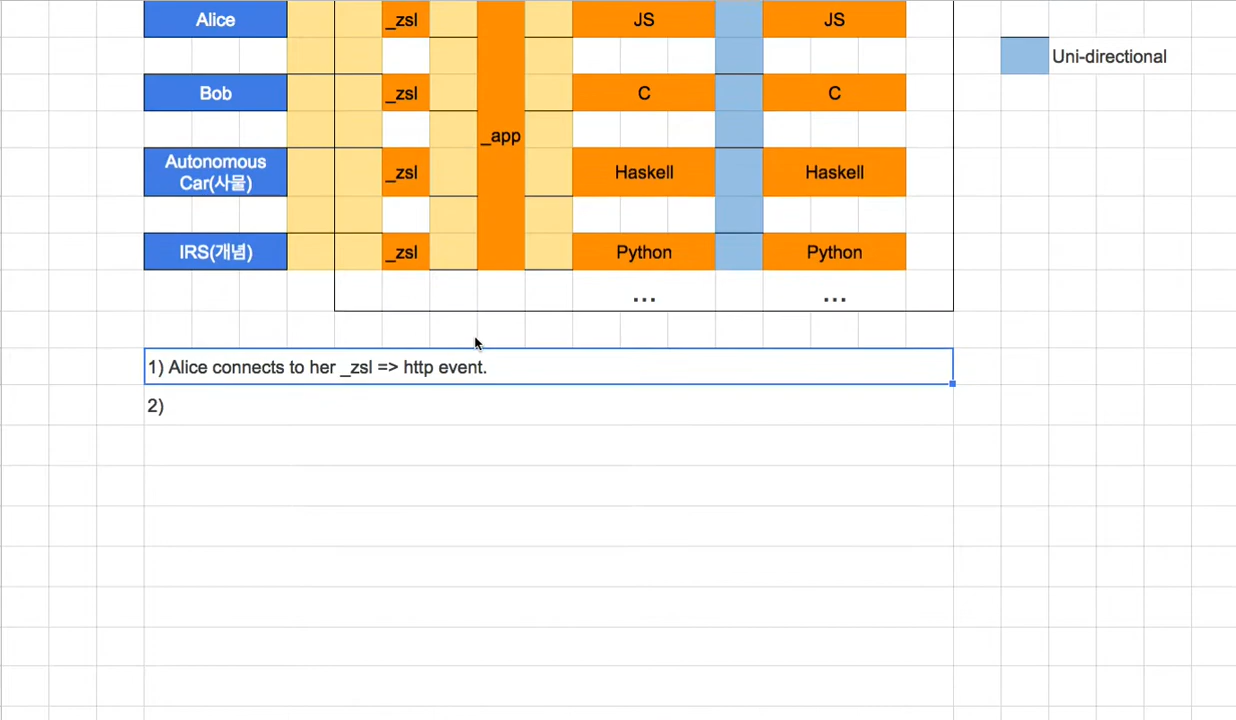 Alice _zsl JS JS
Uni-directional
Bob _zsl C C
_app
Autonomous
Car(사물) _zsl Haskell Haskell
IRS(개념) _zsl Python Python
... ...
1) Alice connects to her _zsl => http event.
2)